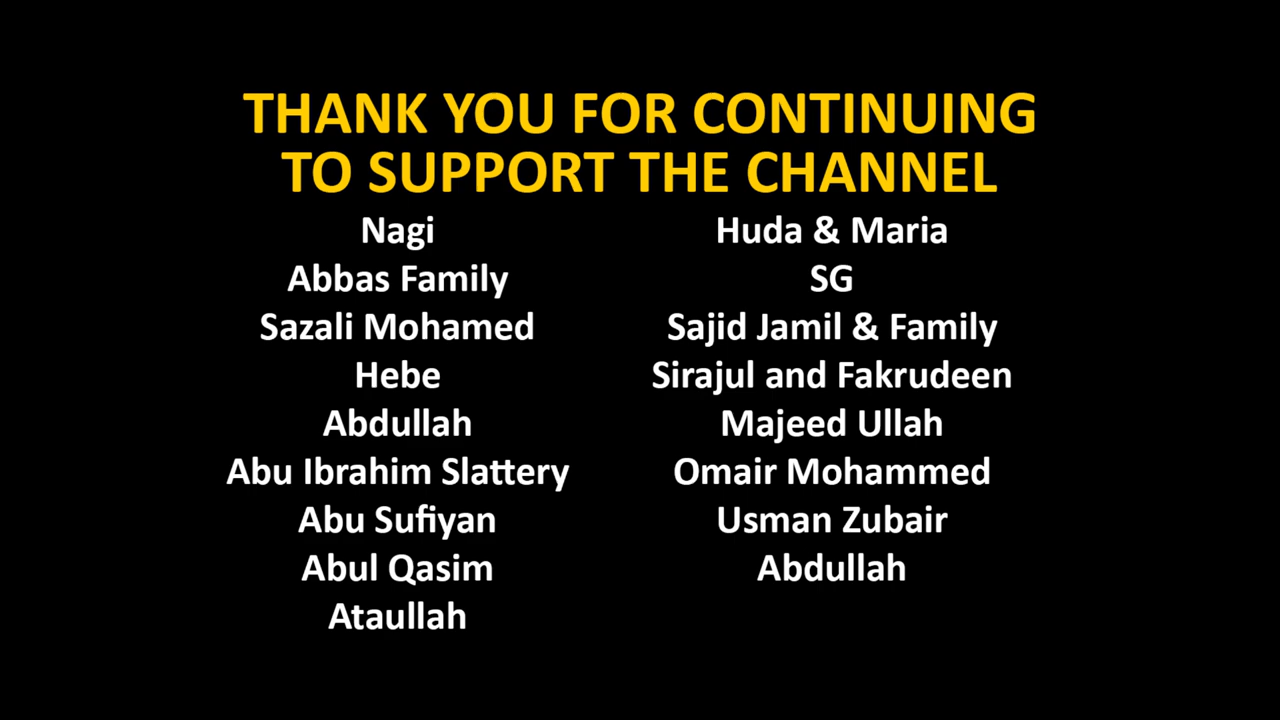 THANK YOU FOR CONTINUING
TO SUPPORT THE CHANNEL
Nagi
Abbas Family
Sazali Mohamed
Hebe
Abdullah
Abu Ibrahim Slattery
Abu Sufiyan
Abul Qasim
Ataullah
Huda & Maria
SG
Sajid Jamil & Family
Sirajul and Fakrudeen
Majeed Ullah
Omair Mohammed
Usman Zubair
Abdullah